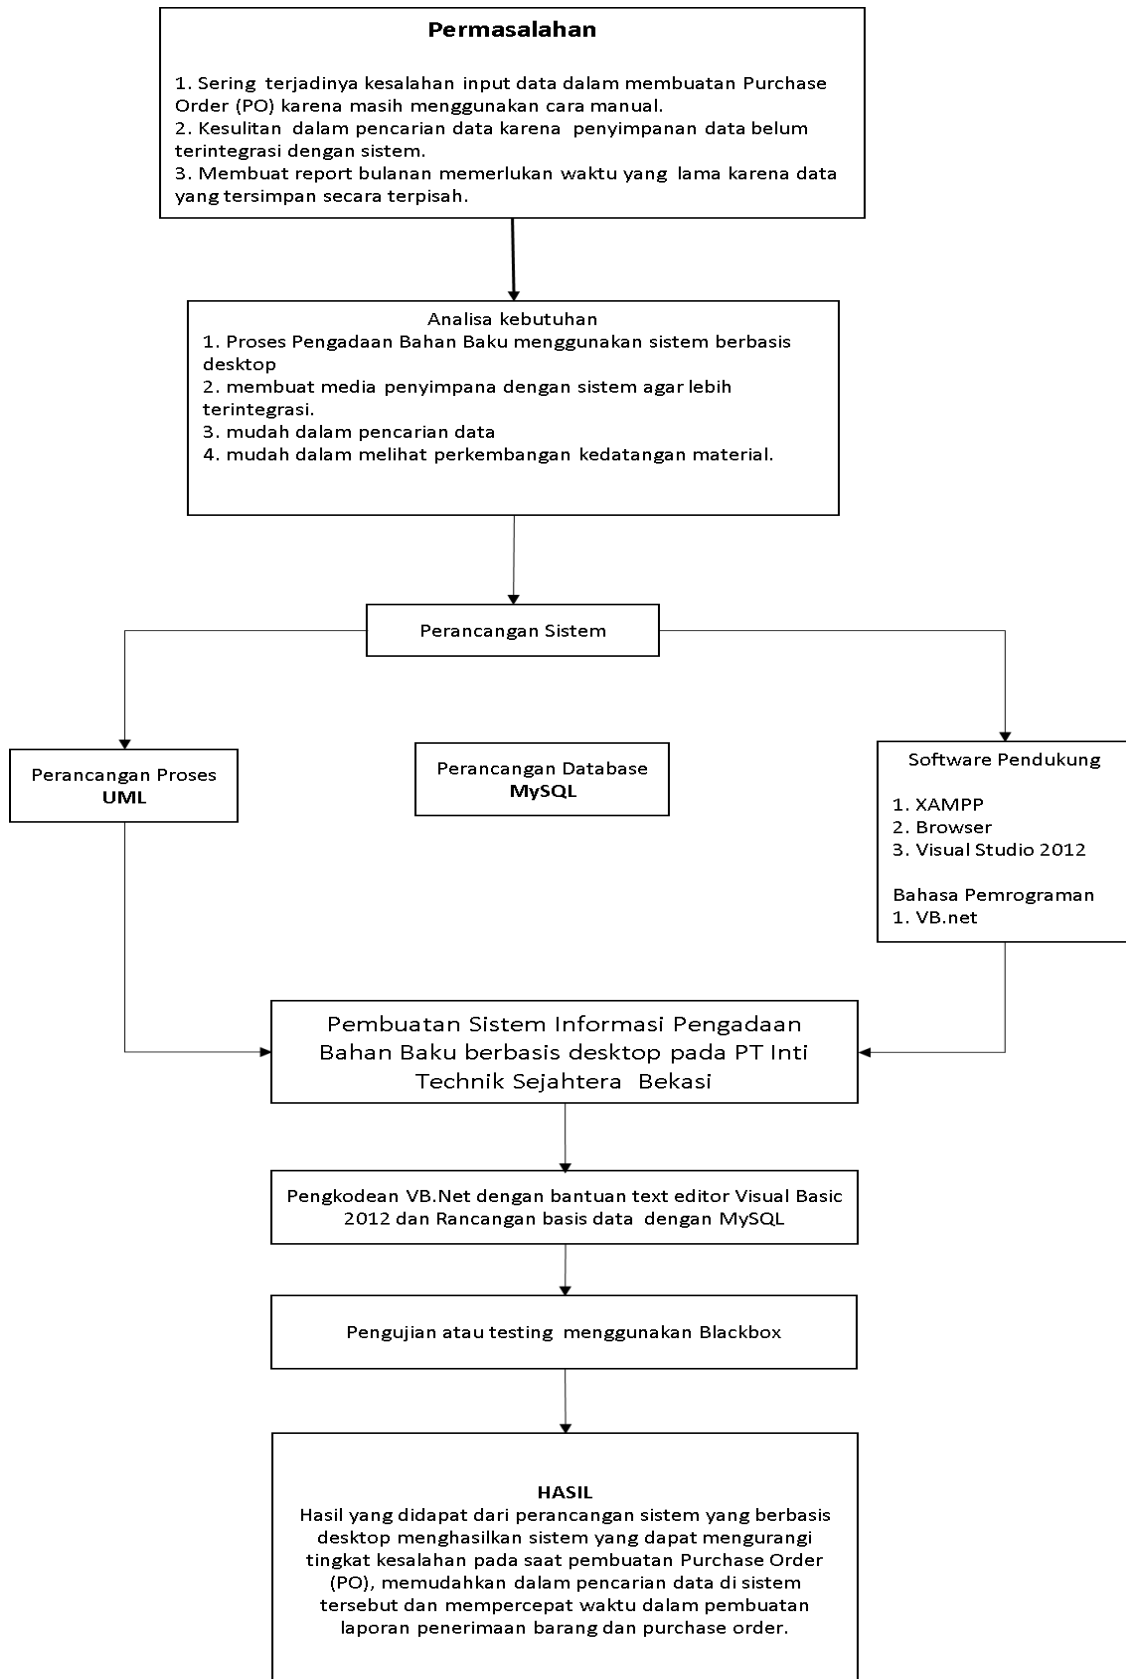 Permasalahan
1. Sering terjadinya kesalahan input data dalam membuatan Purchase
Order (PO) karena masih menggunakan cara manual.
2. Kesulitan dalam pencarian data karena penyimpanan data belum
terintegrasi dengan sistem.
3. Membuat report bulanan memerlukan waktu yang lama karena data
yang tersimpan secara terpisah.
Analisa kebutuhan
1. Proses Pengadaan Bahan Baku menggunakan sistem berbasis
desktop
2. membuat media penyimpana dengan sistem agar lebih
terintegrasi.
3. mudah dalam pencarian data
4. mudah dalam melihat perkembangan kedatangan material.
Perancangan Sistem
Perancangan Proses
UML
Perancangan Database
MySQL
Software Pendukung
1. XAMPP
2. Browser
3. Visual Studio 2012
Bahasa Pemrograman
1. VB.net
Pembuatan Sistem Informasi Pengadaan
Bahan Baku berbasis desktop pada PT Inti
Technik Sejahtera Bekasi
Pengkodean VB.Net dengan bantuan text editor Visual Basic
2012 dan Rancangan basis data dengan MySQL
Pengujian atau testing menggunakan Blackbox
HASIL
Hasil yang didapat dari perancangan sistem yang berbasis
desktop menghasilkan sistem yang dapat mengurangi
tingkat kesalahan pada saat pembuatan Purchase Order
(PO), memudahkan dalam pencarian data di sistem
tersebut dan mempercepat waktu dalam pembuatan
laporan penerimaan barang dan purchase order.